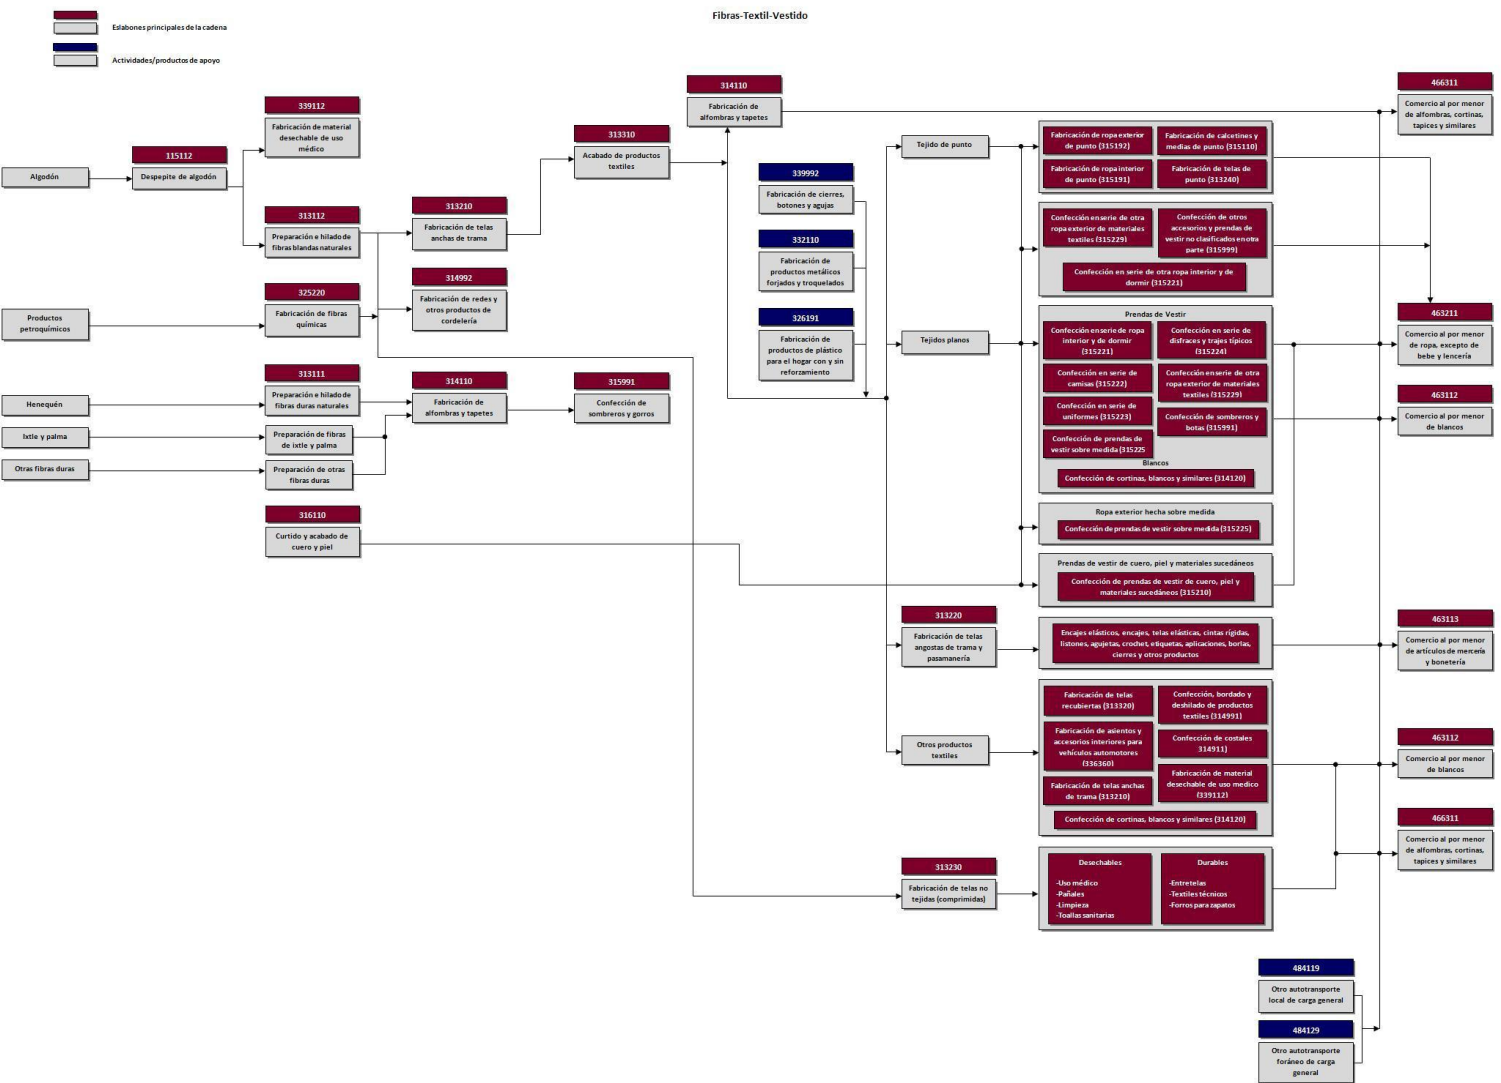 Fibras-Textil-Vestido
Eslabones principales de la cadena
Actividades/productos de apoyo
Algodón
115112
Despepite de algodón
339112
Fabricación de material
desechable de uso
médico
313112
Preparación e hilado de
fibras blandas naturales
Productos
petroquímicos
325220
Fabricación de fibras
químicas
Henequén
313111
Preparación e hilado de
fibras duras naturales
Ixtle y palma
Preparación de fibras
de ixtle y palma
Otras fibras duras
Preparación de otras
fibras duras
316110
Curtido y acabado de
cuero y piel
313210
Fabricación de telas
anchas de trama
314992
Fabricación de redes y
otros productos de
cordelería
314110
Fabricación de
alfombras y tapetes
315991
Confección de
sombreros y gorros
313310
Acabado de productos
textiles
314110
Fabricación de
alfombras y tapetes
339992
Fabricación de cierres,
botones y agujas
332110
Fabricación de
productos metálicos
forjados y troquelados
326191
Fabricación de
productos de plástico
para el hogar con y sin
reforzamiento
Tejido de punto
Fabricación de ropa exterior
de punto (315192)
Fabricación de calcetines y
medias de punto (315110)
Fabricación de ropa interior
de punto (315191)
Fabricación de telas de
punto (313240)
Confección en serie de otra
ropa exterior de materiales
textiles (315229)
Confección de otros
accesorios y prendas de
vestir no clasificados en otra
parte (315999)
Confección en serie de otra ropa interior y de
dormir (315221)
Tejidos planos
Prendas de Vestir
Confección en serie de ropa
interior y de dormir
(315221)
Confección en serie de
disfraces y trajes típicos
(315224)
Confección en serie de
camisas (315222)
Confección en serie de otra
ropa exterior de materiales
textiles (315229)
Confección en serie de
uniformes (315223)
Confección de sombreros y
botas (315991)
Confección de prendas de
vestir sobre medida (315225
Blancos
Confección de cortinas, blancos y similares (314120)
Ropa exterior hecha sobre medida
Confección de prendas de vestir sobre medida (315225)
Prendas de vestir de cuero, piel y materiales sucedáneos
Confección de prendas de vestir de cuero, piel y
materiales sucedáneos (315210)
313220
Fabricación de telas
angostas de trama y
pasamanería
Encajes elásticos, encajes, telas elásticas, cintas rígidas,
listones, agujetas, crochet, etiquetas, aplicaciones, borlas,
cierres y otros productos
Otros productos
textiles
Fabricación de telas
recubiertas (313320)
Confección, bordado y
deshilado de productos
textiles (314991)
Fabricación de asientos y
accesorios interiores para
vehículos automotores
(336360)
Confección de costales
314911)
Fabricación de telas anchas
de trama (313210)
Fabricación de material
desechable de uso medico
(339112)
Confección de cortinas, blancos y similares (314120)
313230
Fabricación de telas no
tejidas (comprimidas)
Desechables
-Uso médico
-Pañales
-Limpieza
-Toallas sanitarias
Durables
-Entretelas
-Textiles técnicos
-Forros para zapatos
466311
Comercio al por menor
de alfombras, cortinas,
tapices y similares
463211
Comercio al por menor
de ropa, excepto de
bebe y lencería
463112
Comercio al por menor
de blancos
463113
Comercio al por menor
de artículos de mercería
y bonetería
463112
Comercio al por menor
de blancos
466311
Comercio al por menor
de alfombras, cortinas,
tapices y similares
484119
Otro autotransporte
local de carga general
484129
Otro autotransporte
foráneo de carga
general